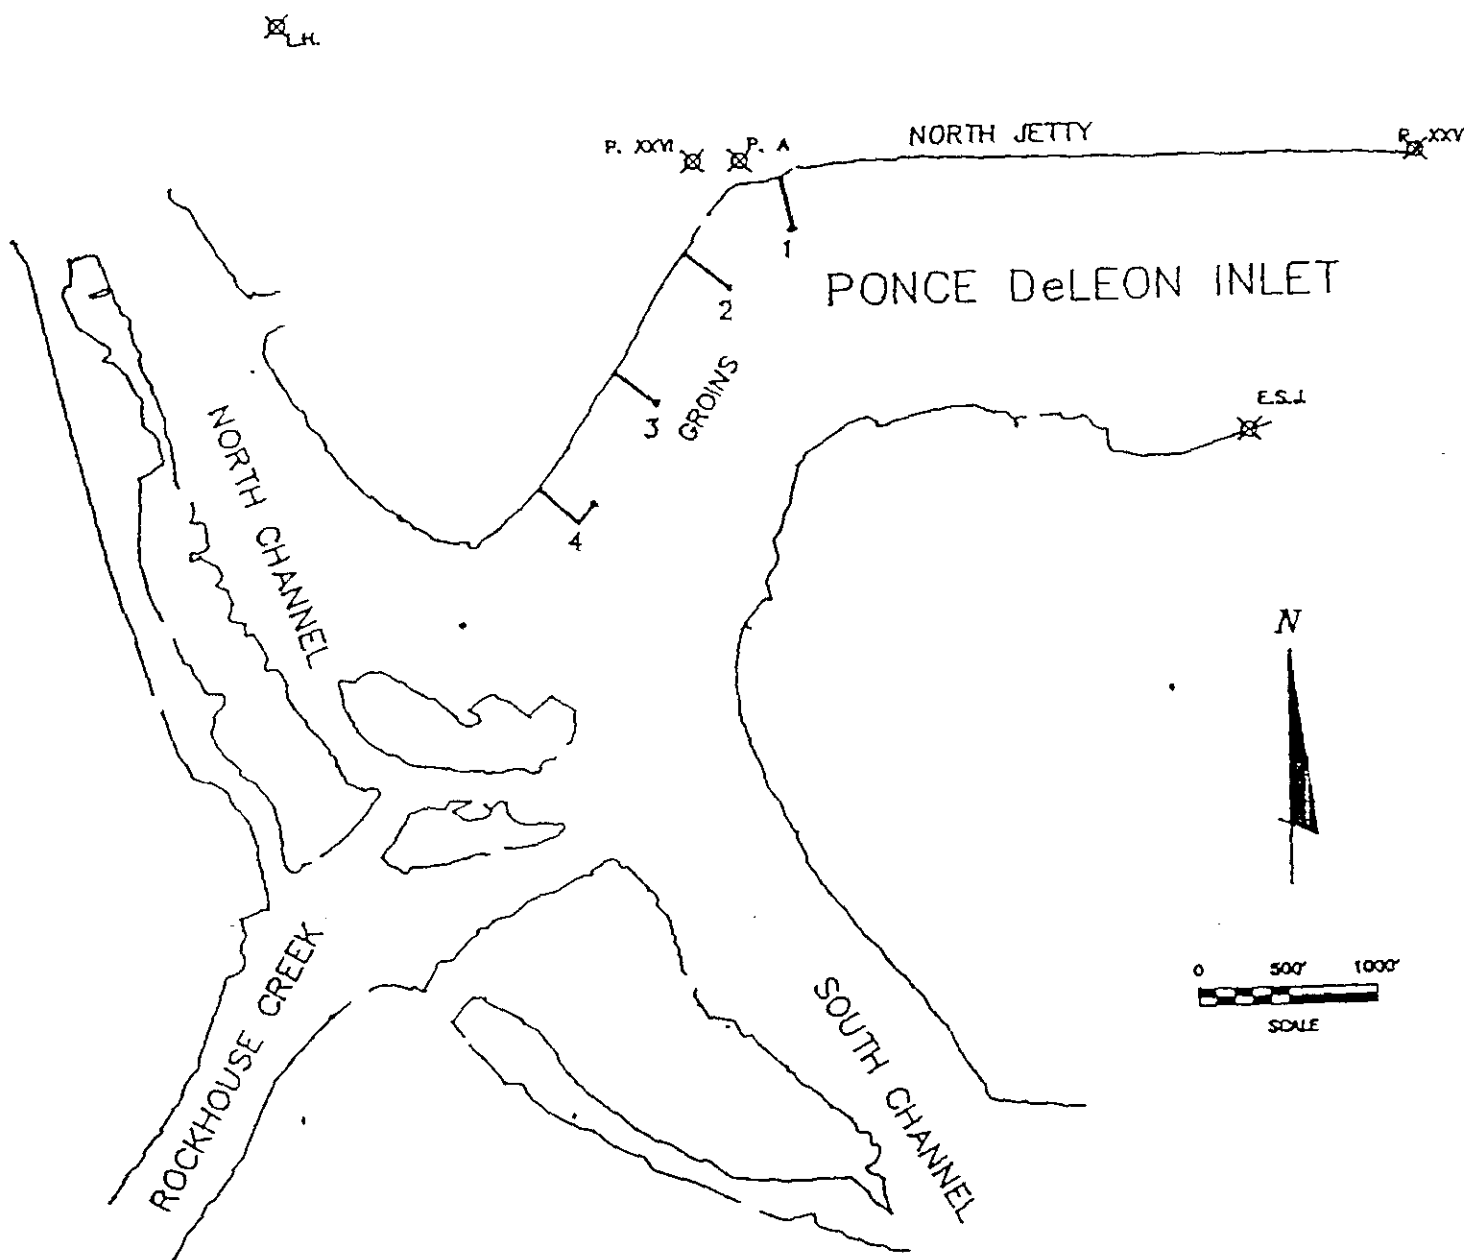 L.H.
P. XXVI
P. A
NORTH JETTY
P. XXV
1
PONCE DeLEON INLET
2
GROINS
3
E.S.J.
NORTH CHANNEL
4
N
0 500' 1000'
SCALE
ROCKHOUSE CREEK
SOUTH CHANNEL